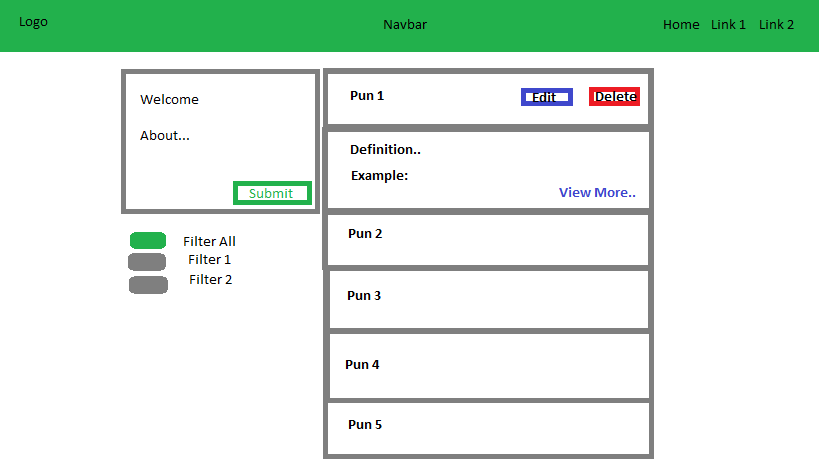 Logo
Navbar
Home Link 1 Link 2
Welcome
About...
Submit
Filter All
Filter 1
Filter 2
Pun 1
Edit
Delete
Definition..
Example:
View More..
Pun 2
Pun 3
Pun 4
Pun 5